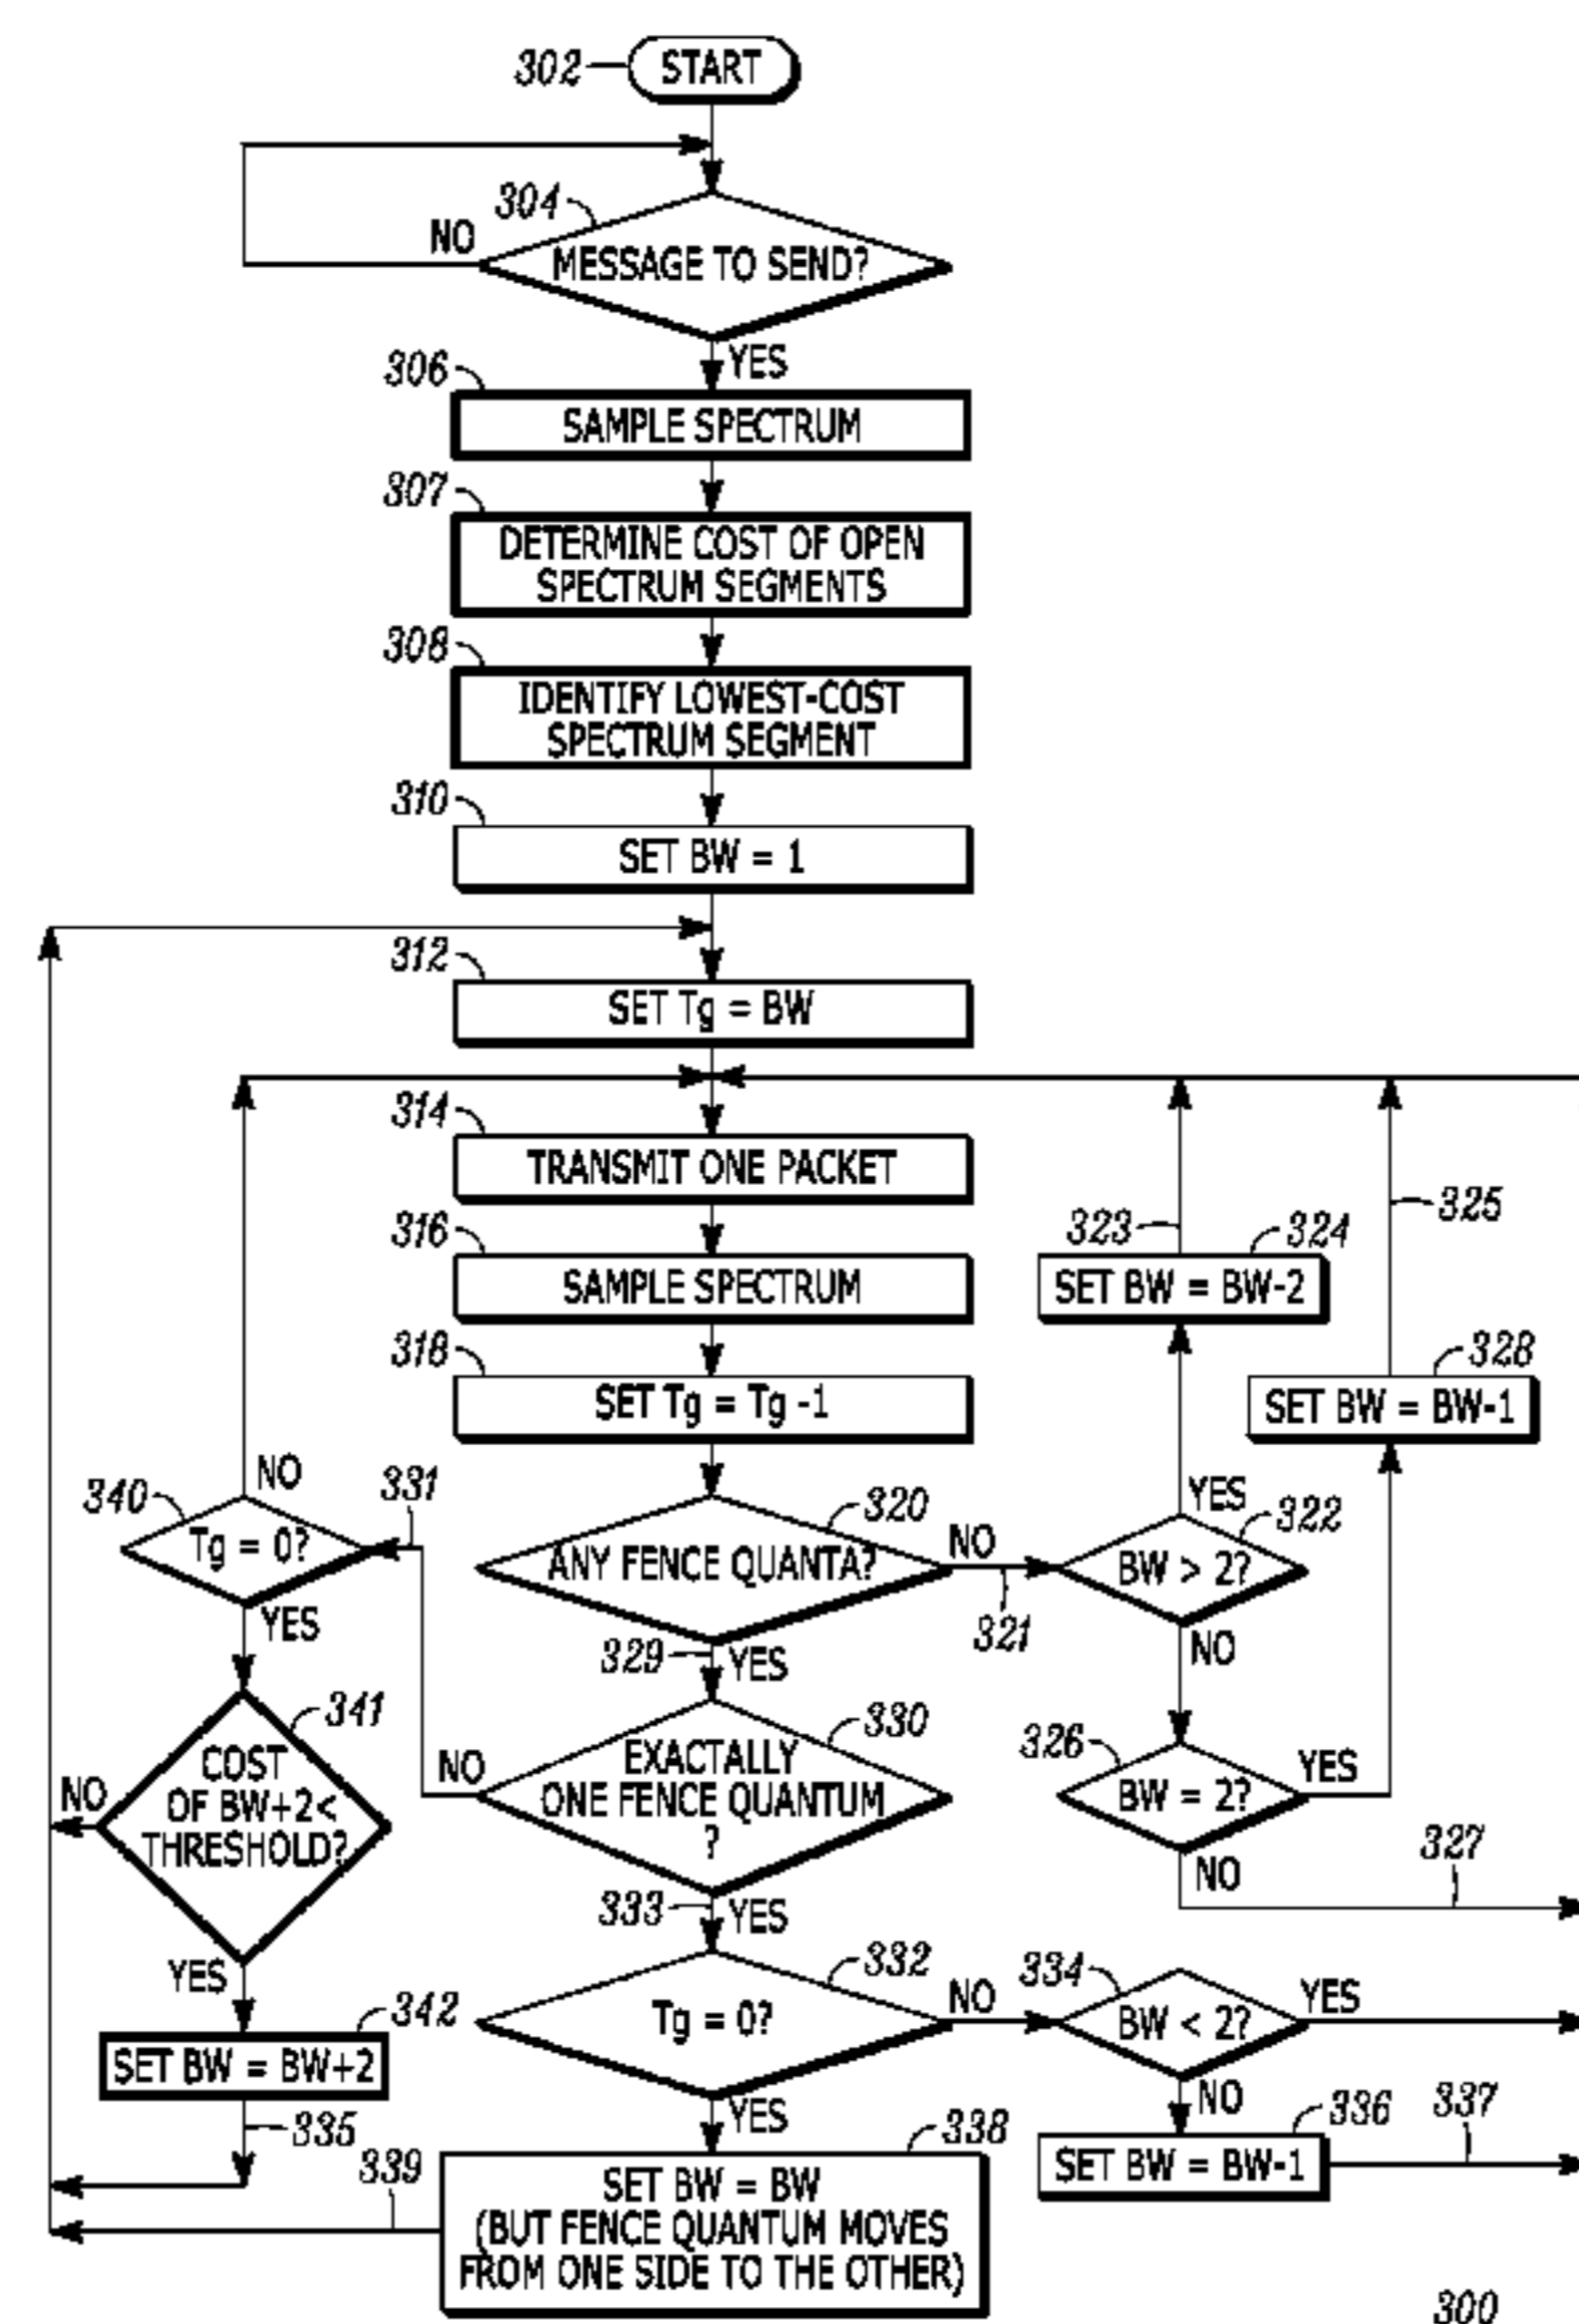 302
START
304
NO
MESSAGE TO SEND?
YES
306
SAMPLE SPECTRUM
307
DETERMINE COST OF OPEN
SPECTRUM SEGMENTS
308
IDENTIFY LOWEST-COST
SPECTRUM SEGMENT
310
SET BW = 1
312
SET Tg = BW
314
TRANSMIT ONE PACKET
316
SAMPLE SPECTRUM
323
324
SET BW = BW-2
325
318
SET Tg = Tg -1
328
SET BW = BW-1
NO
340
Tg = 0?
YES
331
320
ANY FENCE QUANTA?
NO
321
YES
322
BW > 2?
NO
329
YES
341
COST
OF BW+2<
THRESHOLD?
NO
YES
330
NO
EXACTALLY
ONE FENCE QUANTUM
?
333
YES
326
BW = 2?
YES
NO
327
332
Tg = 0?
NO
YES
334
BW < 2?
YES
NO
342
SET BW = BW+2
335
339
338
SET BW = BW
(BUT FENCE QUANTUM MOVES
FROM ONE SIDE TO THE OTHER)
336
SET BW = BW-1
337
300